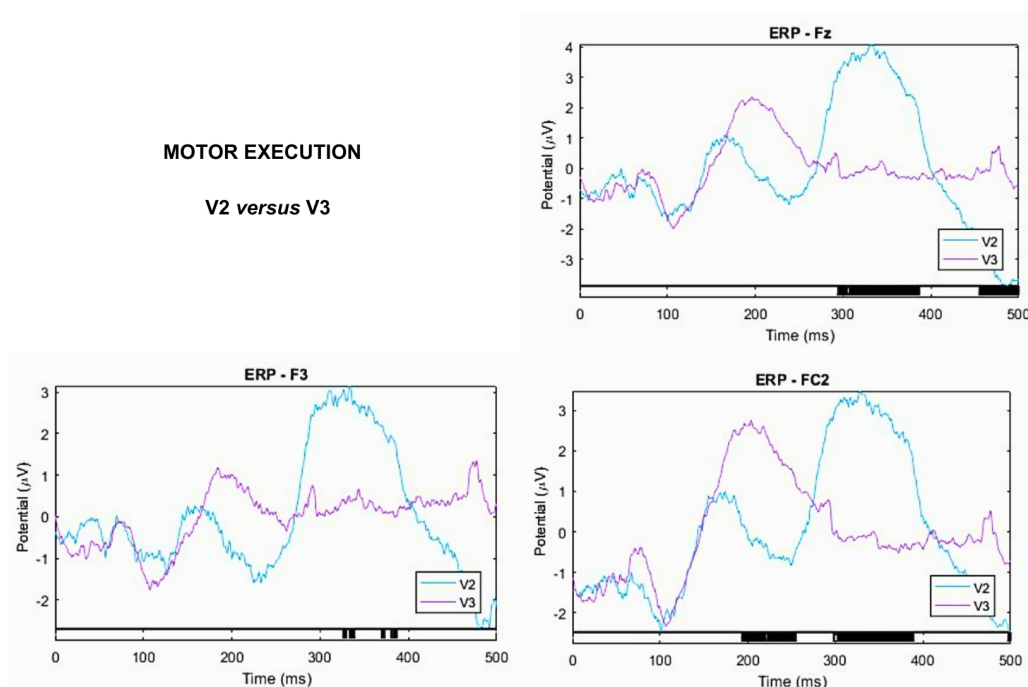 MOTOR EXECUTION
V2 versus V3
ERP - Fz
Potential (μV)
4
3
2
1
0
-1
-2
-3
V2
V3
0 100 200 300 400 500
Time (ms)
ERP - F3
Potential (μV)
3
2
1
0
-1
-2
V2
V3
0 100 200 300 400 500
Time (ms)
ERP - FC2
Potential (μV)
3
2
1
0
-1
-2
V2
V3
0 100 200 300 400 500
Time (ms)